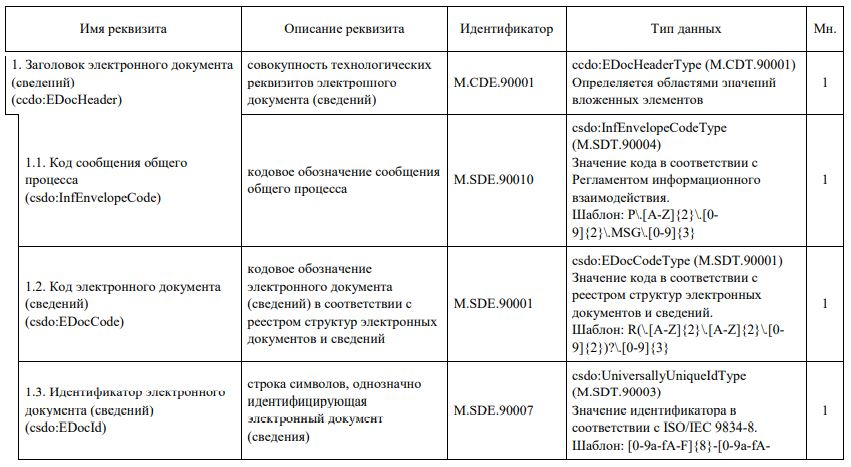 Имя реквизита
Описание реквизита
Идентификатор
Тип данных
Мн.
1. Заголовок электронного документа
(сведений)
(ccdo:EDocHeader)
совокупность технологических
реквизитов электронного
документа (сведений)
M.CDE.90001
ccdo:EDocHeaderType (M.CDT.90001)
Определяется областями значений
вложенных элементов
1
1.1. Код сообщения общего
процесса
(csdo:InfEnvelopeCode)
кодовое обозначение сообщения
общего процесса
M.SDE.90010
csdo:InfEnvelopeCodeType
(M.SDT.90004)
Значение кода в соответствии с
Регламентом информационного
взаимодействия.
Шаблон: P\.[A-Z]{2}\.[0-
9]{2}\.MSG\.[0-9]{3}
1
1.2. Код электронного документа
(сведений)
(csdo:EDocCode)
кодовое обозначение
электронного документа
(сведений) в соответствии с
реестром структур электронных
документов и сведений
M.SDE.90001
csdo:EDocCodeType (M.SDT.90001)
Значение кода в соответствии с
реестром структур электронных
документов и сведений.
Шаблон: R(\.[A-Z]{2}\.[A-Z]{2}\.[0-
9]{2})?\.[0-9]{3}
1
1.3. Идентификатор электронного
документа (сведений)
(csdo:EDocId)
строка символов, однозначно
идентифицирующая
электронный документ
(сведения)
M.SDE.90007
csdo:UniversallyUniqueIdType
(M.SDT.90003)
Значение идентификатора в
соответствии с ISO/IEC 9834-8.
Шаблон: [0-9a-fA-F]{8}-[0-9a-fA-
1